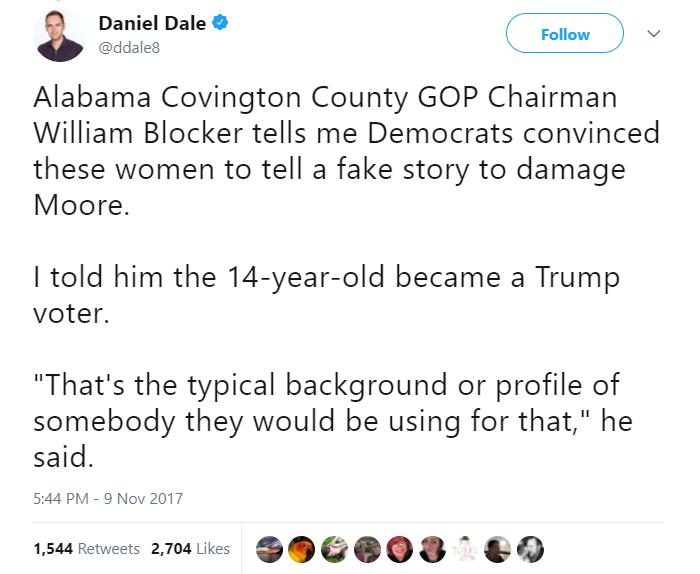 Daniel Dale
@ddale8
Follow
Alabama Covington County GOP Chairman
William Blocker tells me Democrats convinced
these women to tell a fake story to damage
Moore.
I told him the 14-year-old became a Trump
voter.
"That's the typical background or profile of
somebody they would be using for that," he
said.
5:44 PM - 9 Nov 2017
1,544 Retweets 2,704 Likes